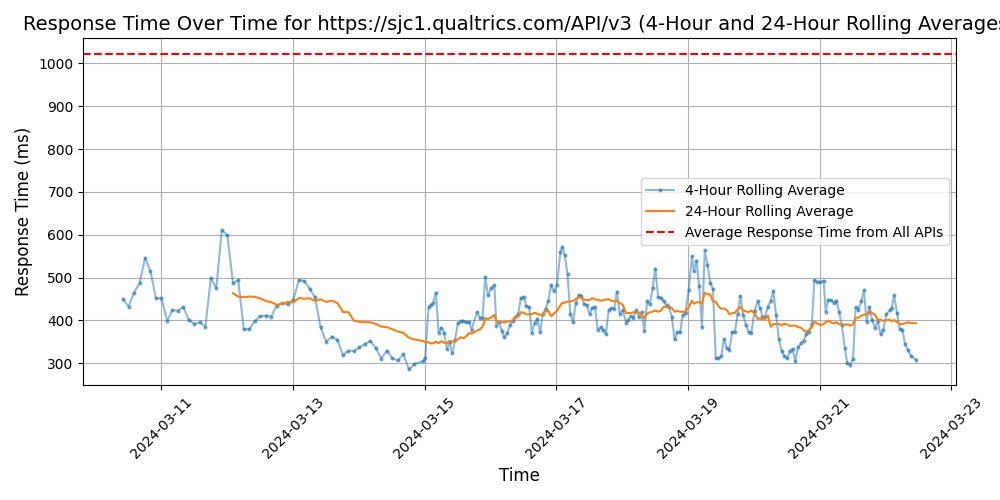 Response Time Over Time for https://sjc1.qualtrics.com/API/v3 (4-Hour and 24-Hour Rolling Averages
Response Time (ms)
1000
900
800
700
600
500
400
300
4-Hour Rolling Average
24-Hour Rolling Average
Average Response Time from All APIs
2024-03-11
2024-03-13
2024-03-15
2024-03-17
2024-03-19
2024-03-21
2024-03-23
Time